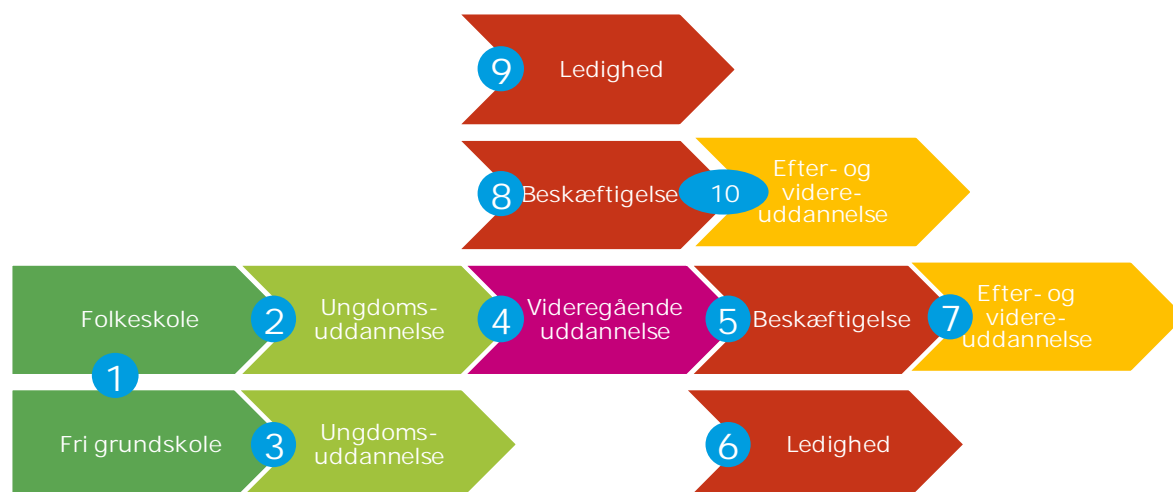 9 Ledighed
8 Beskæftigelse
10 Efter- og
videre-
uddannelse
Folkeskole
2 Ungdoms-
uddannelse
4 Videregående
uddannelse
5 Beskæftigelse
7 Efter- og
videre-
uddannelse
1
Fri grundskole
3 Ungdoms-
uddannelse
6 Ledighed